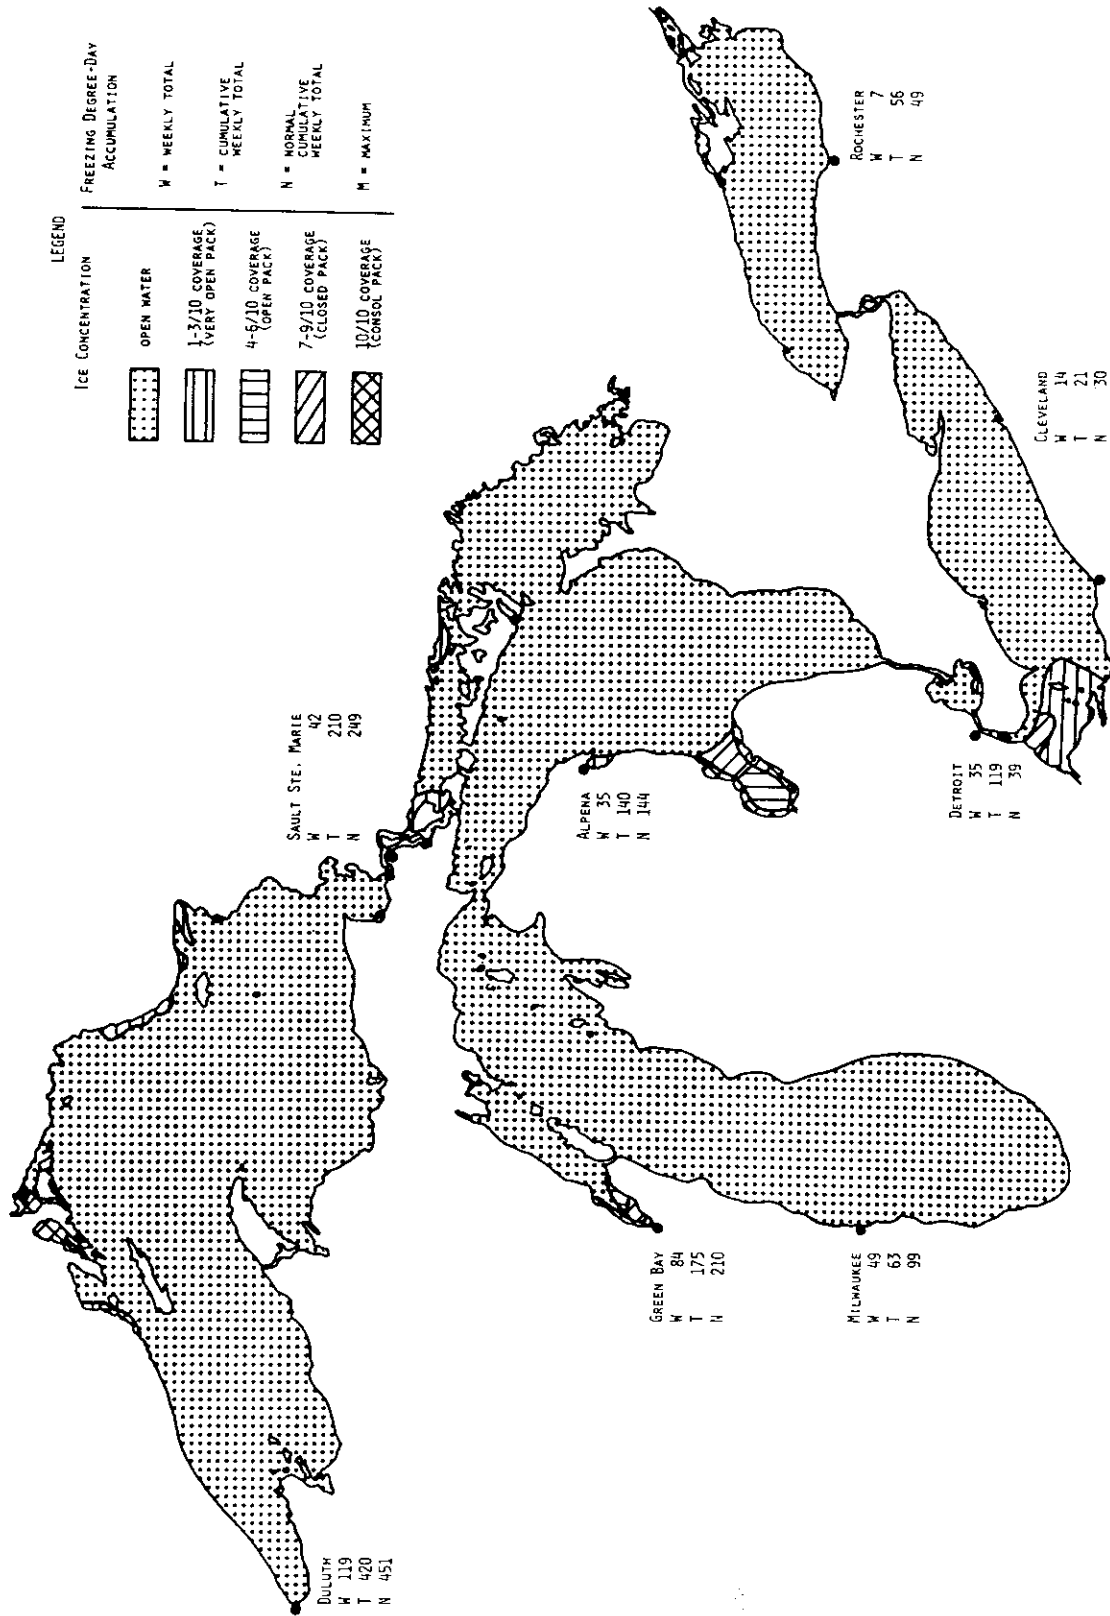 LEGEND
ICE CONCENTRATION
FREEZING DEGREE-DAY
ACCUMULATION
OPEN WATER
1-3/10 COVERAGE
(VERY OPEN PACK)
4-6/10 COVERAGE
(OPEN PACK)
7-9/10 COVERAGE
(CLOSED PACK)
10/10 COVERAGE
(CONSOL PACK)
W = WEEKLY TOTAL
T = CUMULATIVE
WEEKLY TOTAL
N = NORMAL
CUMULATIVE
WEEKLY TOTAL
M = MAXIMUM
DULUTH
W 119
T 420
N 451
SAULT STE. MARIE
W 42
T 210
N 249
GREEN BAY
W 84
T 175
N 210
ALPENA
W 35
T 140
N 144
MILWAUKEE
W 49
T 63
N 99
DETROIT
W 35
T 119
N 39
CLEVELAND
W 14
T 21
N 30
ROCHESTER
W 7
T 56
N 49